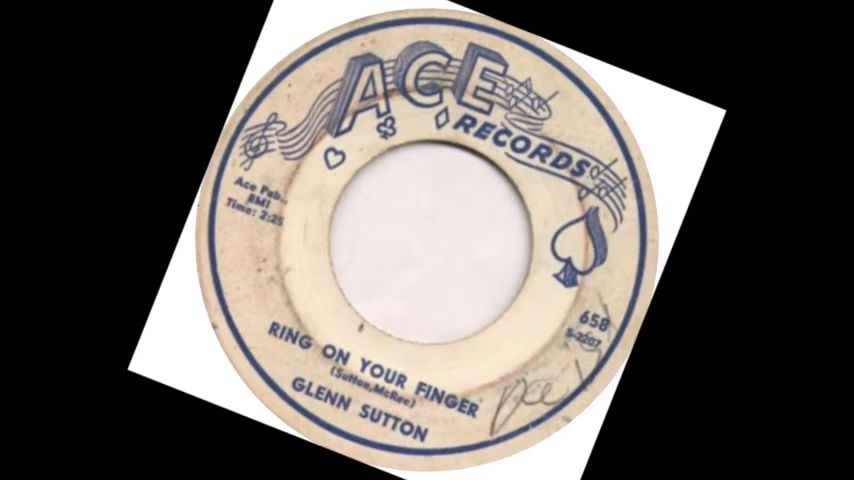 ACE
RECORDS
Ace Pub.
BMI
Time: 2:25
658
S-2207
RING ON YOUR FINGER
(Sutton, McRee)
GLENN SUTTON